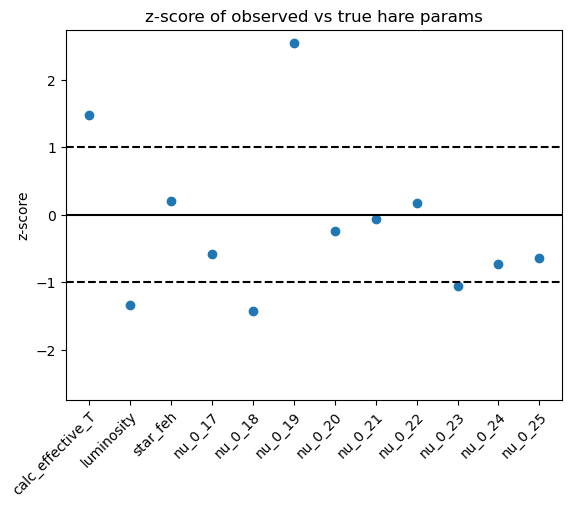 z-score of observed vs true hare params
z-score
2
1
0
−1
−2
calc_effective_T
luminosity
star_feh
nu_0_17
nu_0_18
nu_0_19
nu_0_20
nu_0_21
nu_0_22
nu_0_23
nu_0_24
nu_0_25